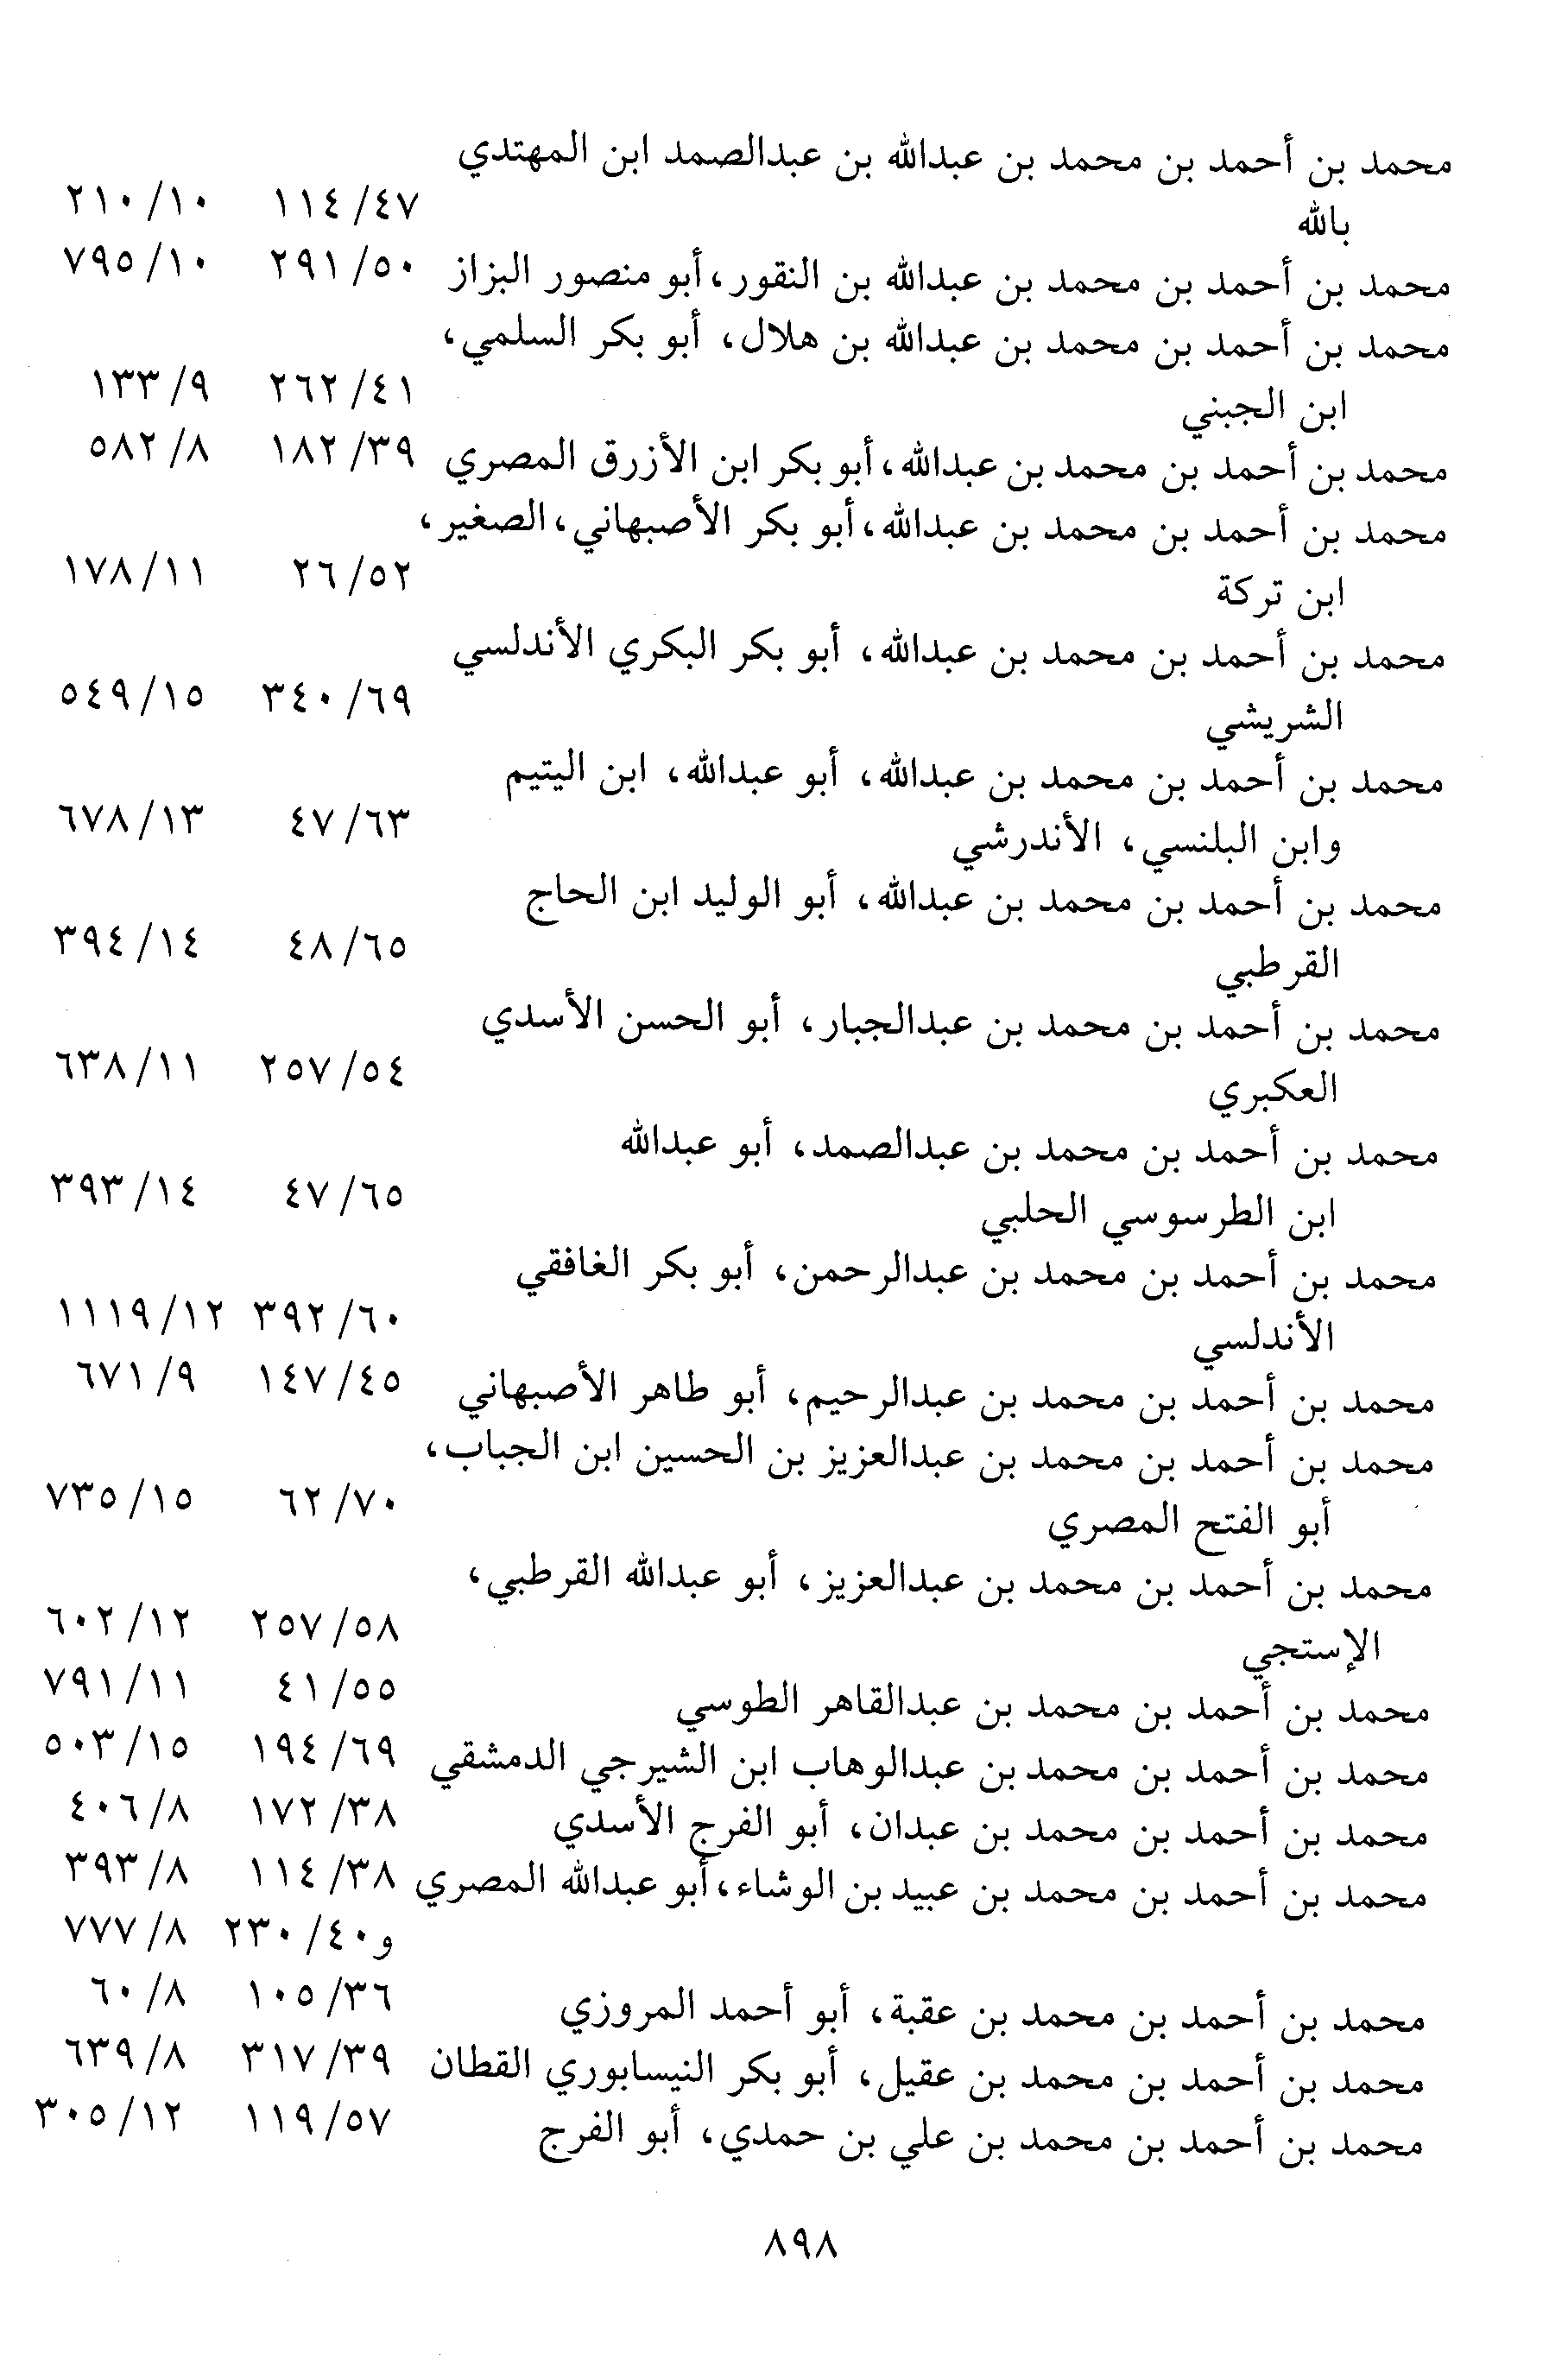 محمد بن أحمد بن محمد بن عبدالله بن عبدالصمد ابن المهتدي
بالله ٤٧/ ١١٤ ١٠/ ٢١٠
محمد بن أحمد بن محمد بن عبدالله بن النقور، أبو منصور البزاز ٥٠/ ٢٩١ ١٠/ ٧٩٥
محمد بن أحمد بن محمد بن عبدالله بن هلال، أبو بكر السلمي،
ابن الجبني ٤١/ ٢٦٢ ٩/ ١٣٣
محمد بن أحمد بن محمد بن عبدالله، أبو بكر ابن الأزرق المصري ٣٩/ ١٨٢ ٨/ ٥٨٢
محمد بن أحمد بن محمد بن عبدالله، أبو بكر الأصبهاني، الصغير،
ابن تركة ٥٢/ ٢٦ ١١/ ١٧٨
محمد بن أحمد بن محمد بن عبدالله، أبو بكر البكري الأندلسي
الشريشي ٦٩/ ٣٤٠ ١٥/ ٥٤٩
محمد بن أحمد بن محمد بن عبدالله، أبو عبدالله، ابن اليتيم
وابن البلنسي، الأندرشي ٦٣/ ٤٧ ١٣/ ٦٧٨
محمد بن أحمد بن محمد بن عبدالله، أبو الوليد ابن الحاج
القرطبي ٦٥/ ٤٨ ١٤/ ٣٩٤
محمد بن أحمد بن محمد بن عبدالجبار، أبو الحسن الأسدي
العكبري ٥٤/ ٢٥٧ ١١/ ٦٣٨
محمد بن أحمد بن محمد بن عبدالصمد، أبو عبدالله
ابن الطرسوسي الحلبي ٦٥/ ٤٧ ١٤/ ٣٩٣
محمد بن أحمد بن محمد بن عبدالرحمن، أبو بكر الغافقي
الأندلسي ٦٠/ ٣٩٢ ١٢/ ١١١٩
محمد بن أحمد بن محمد بن عبدالرحيم، أبو طاهر الأصبهاني ٤٥/ ١٤٧ ٩/ ٦٧١
محمد بن أحمد بن محمد بن عبدالعزيز بن الحسين ابن الجباب،
أبو الفتح المصري ٧٠/ ٦٢ ١٥/ ٧٣٥
محمد بن أحمد بن محمد بن عبدالعزيز، أبو عبدالله القرطبي،
الإستجي ٥٨/ ٢٥٧ ١٢/ ٦٠٢
محمد بن أحمد بن محمد بن عبدالقاهر الطوسي ٥٥/ ٤١ ١١/ ٧٩١
محمد بن أحمد بن محمد بن عبدالوهاب ابن الشيرجي الدمشقي ٦٩/ ١٩٤ ١٥/ ٥٠٣
محمد بن أحمد بن محمد بن عبدان، أبو الفرج الأسدي ٣٨/ ١٧٢ ٨/ ٤٠٦
محمد بن أحمد بن محمد بن عبيد بن الوشاء، أبو عبدالله المصري ٣٨/ ١١٤ ٨/ ٣٩٣
و٤٠/ ٢٣٠ ٨/ ٧٧٧
محمد بن أحمد بن محمد بن عقبة، أبو أحمد المروزي ٣٦/ ١٠٥ ٨/ ٦٠
محمد بن أحمد بن محمد بن عقيل، أبو بكر النيسابوري القطان ٣٩/ ٣١٧ ٨/ ٦٣٩
محمد بن أحمد بن محمد بن علي بن حمدي، أبو الفرج ٥٧/ ١١٩ ١٢/ ٣٠٥
٨٩٨